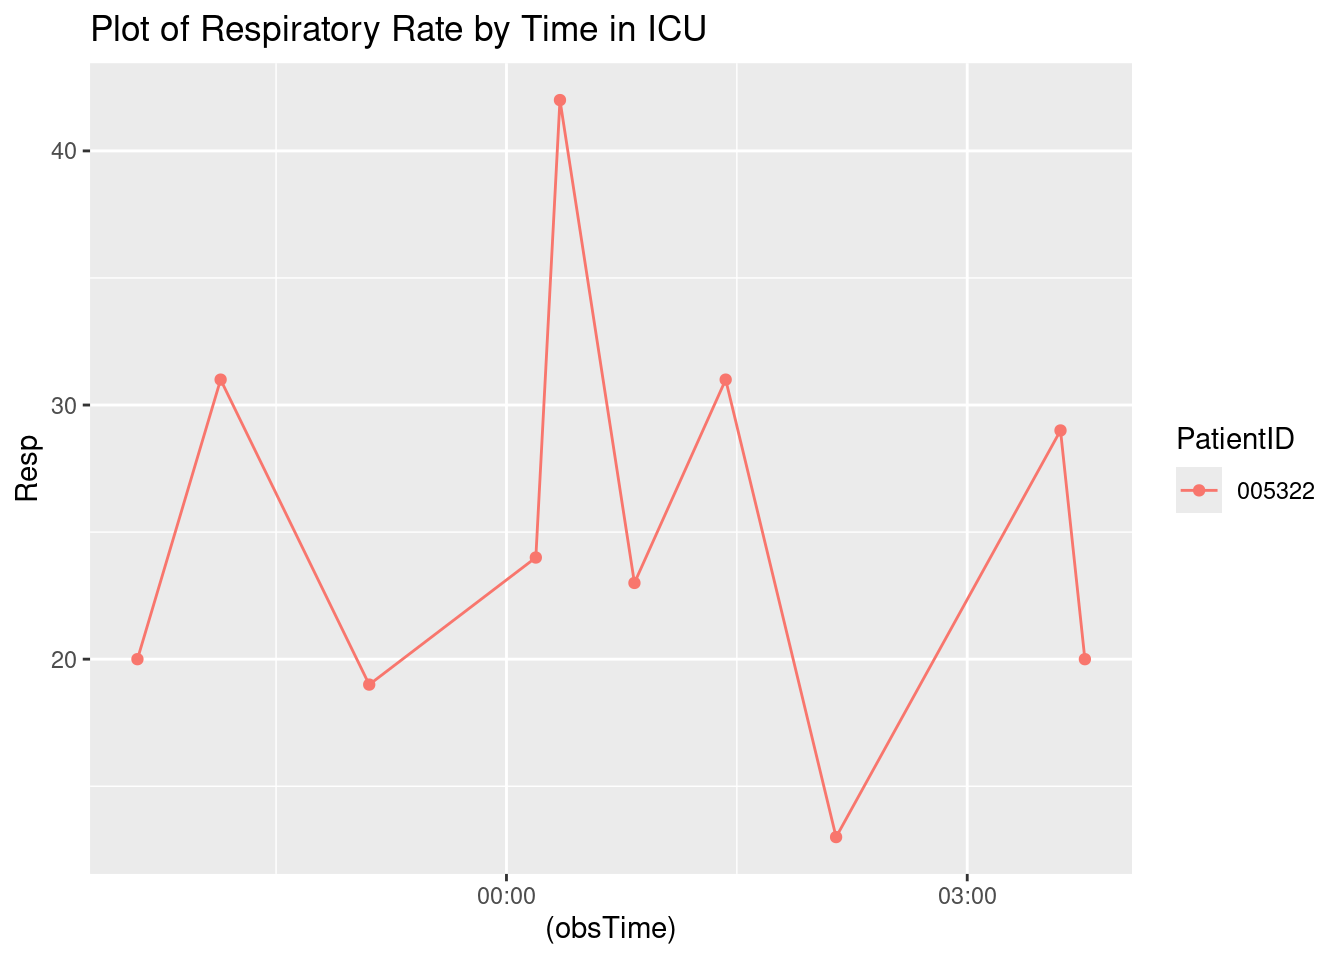 Plot of Respiratory Rate by Time in ICU
40
30
20
Resp
00:00
03:00
(obsTime)
PatientID
005322